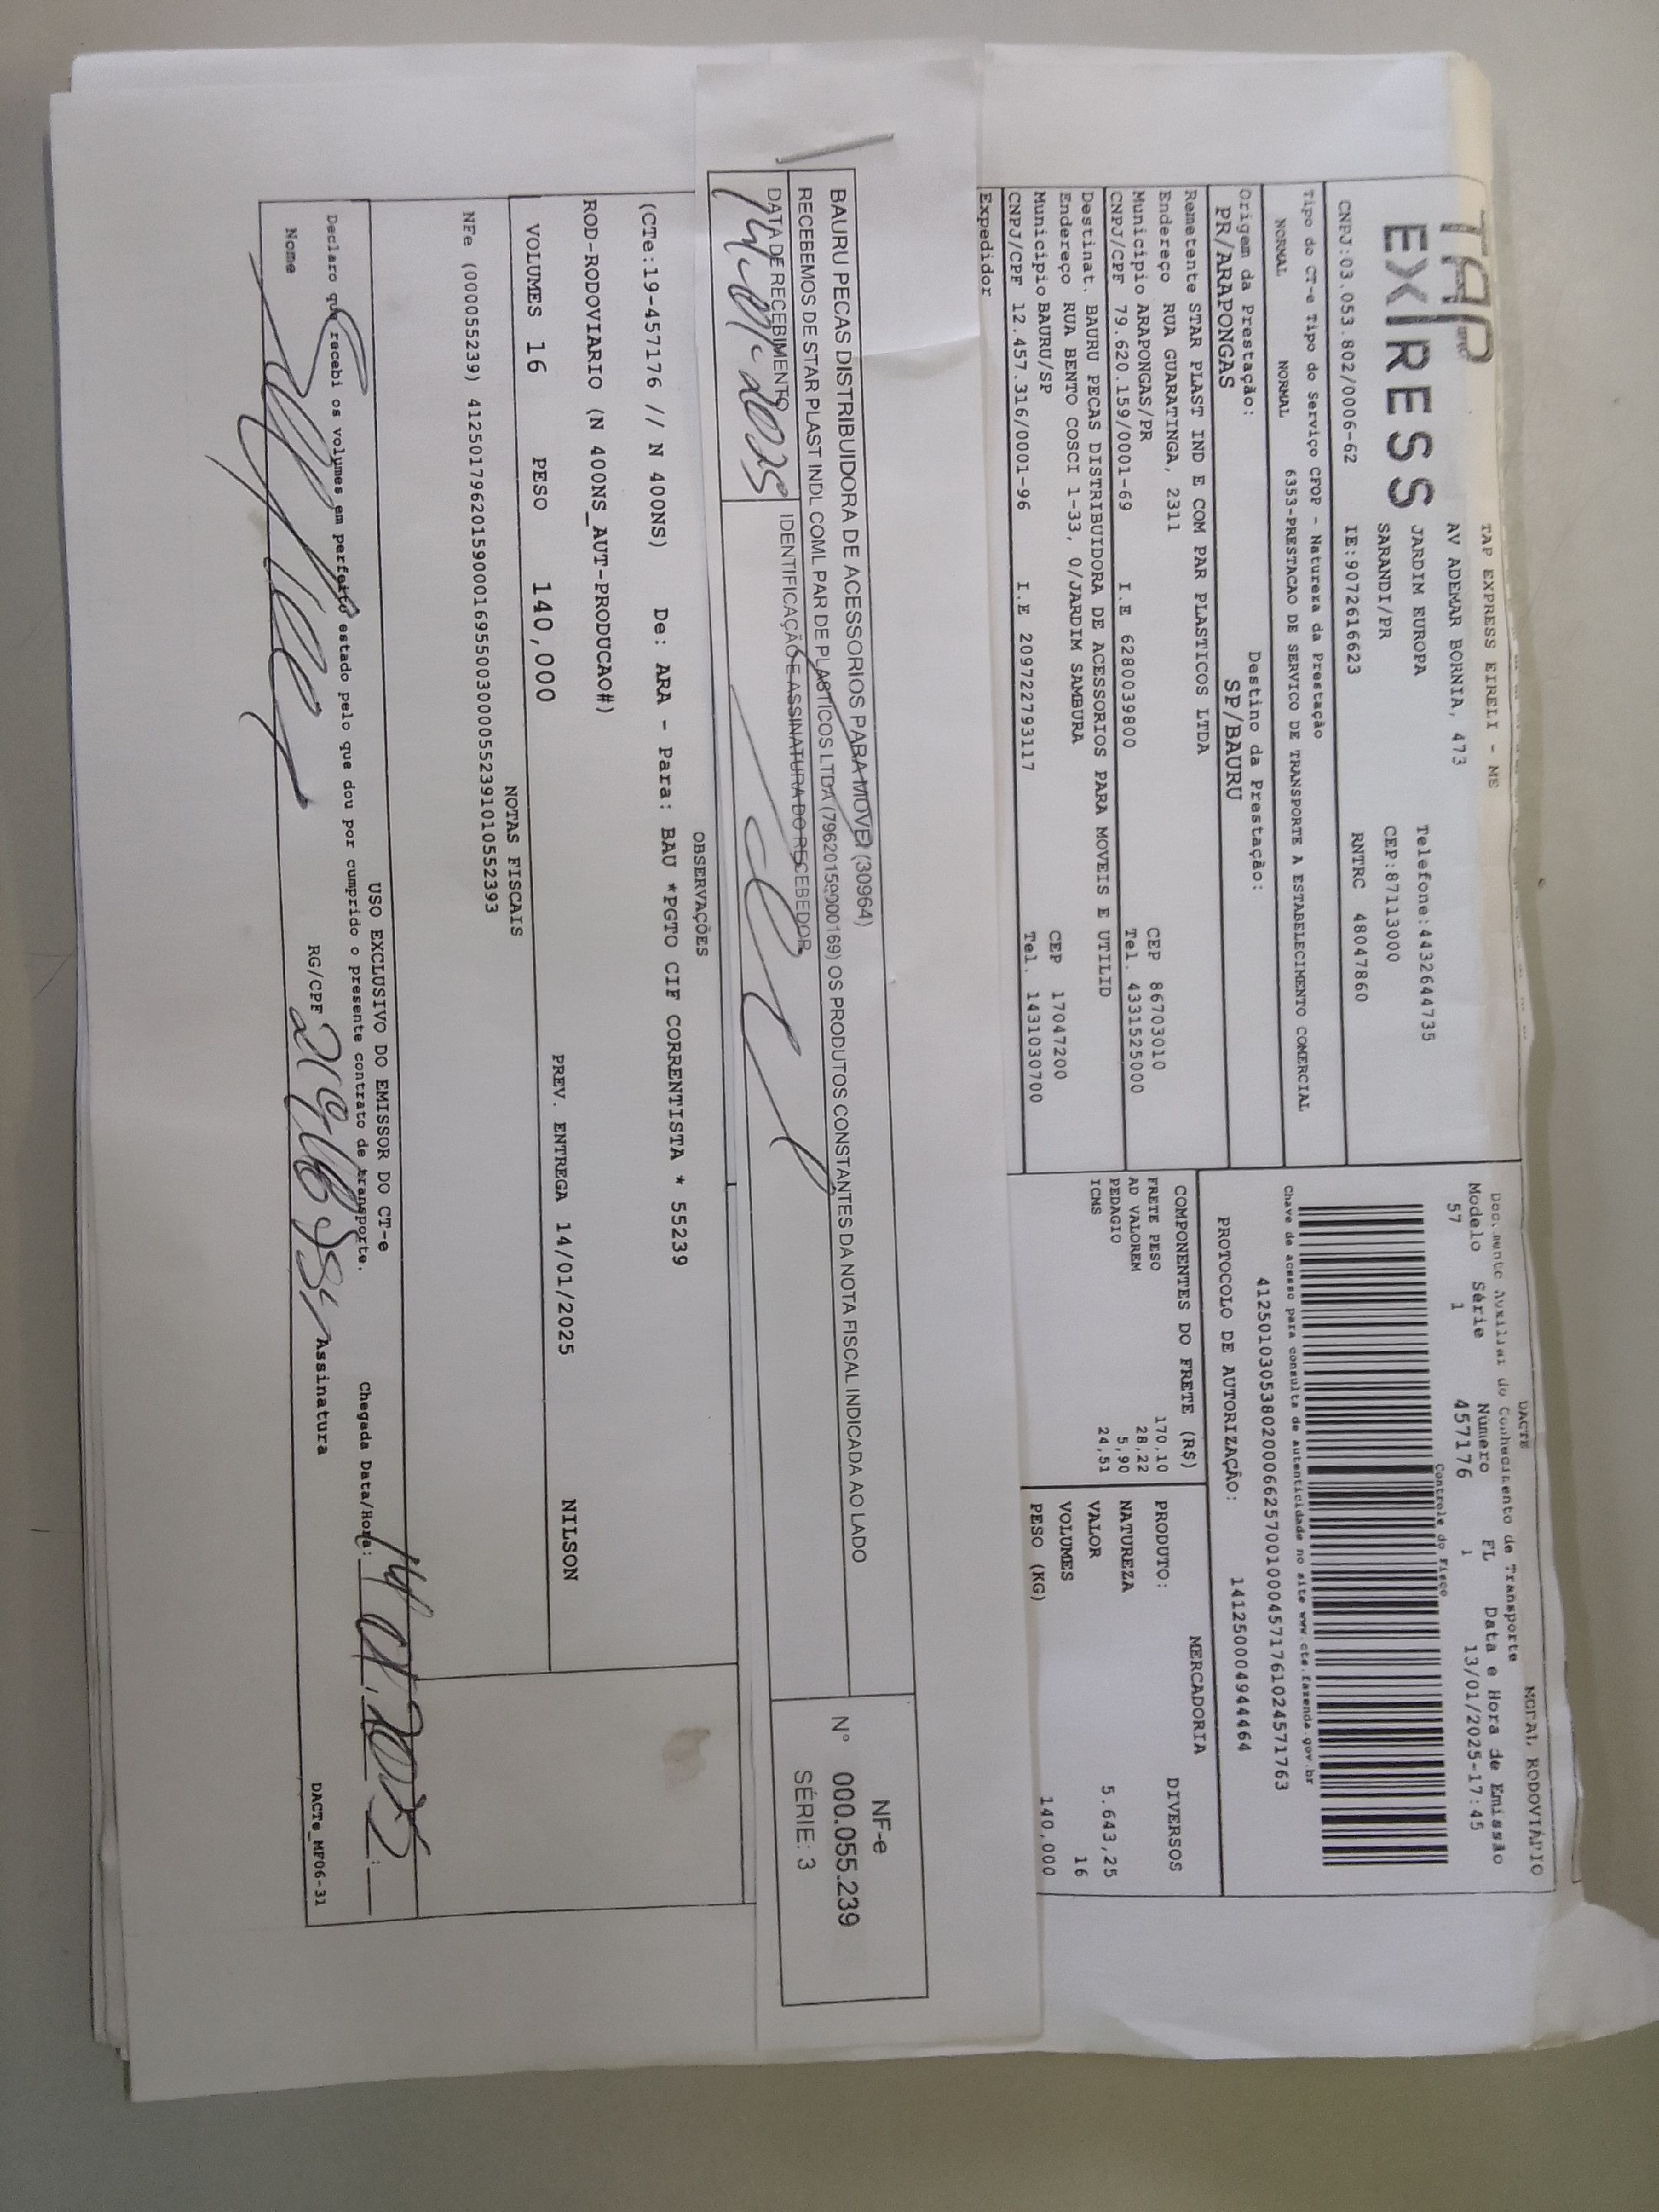 TAP
EXPRESS
TAP EXPRESS EIRELI - ME
AV ADEMAR BORNIA, 473
JARDIM EUROPA Telefone:4432644735
SARANDI/PR CEP:87113000
CNPJ:03.053.802/0006-62 IE:9072616623 RNTRC 48047860
Tipo do CT-e Tipo do Serviço CFOP - Natureza da Prestação
NORMAL NORMAL 6353-PRESTACAO DE SERVICO DE TRANSPORTE A ESTABELECIMENTO COMERCIAL
Origem da Prestação: Destino da Prestação:
PR/ARAPONGAS SP/BAURU
Remetente STAR PLAST IND E COM PAR PLASTICOS LTDA
Endereço RUA GUARATINGA, 2311 CEP 86703010
Município ARAPONGAS/PR Tel. 4331525000
CNPJ/CPF 79.620.159/0001-69 I.E 6280039800
Destinat. BAURU PECAS DISTRIBUIDORA DE ACESSORIOS PARA MOVEIS E UTILID
Endereço RUA BENTO COSCI 1-33, 0/JARDIM SAMBURA CEP 17047200
Município BAURU/SP Tel. 1431030700
CNPJ/CPF 12.457.316/0001-96 I.E 209722793117
Expedidor
DACTE MODAL RODOVIARIO
Documento Auxiliar do Conhecimento de Transporte
Modelo Série Número FL Data e Hora de Emissão
57 1 457176 1 13/01/2025-17:45
Controle do Fisco
Chave de acesso para consulta de autenticidade no site www.cte.fazenda.gov.br
41250103053802000662570010004571761024571763
PROTOCOLO DE AUTORIZAÇÃO: 141250004944464
COMPONENTES DO FRETE (R$)
FRETE PESO 170,10
AD VALOREM 28,22
PEDAGIO 5,90
ICMS 24,51
MERCADORIA
PRODUTO: DIVERSOS
NATUREZA
VALOR 5.643,25
VOLUMES 16
PESO (KG) 140,000
BAURU PECAS DISTRIBUIDORA DE ACESSORIOS PARA MOVEI (30964)
RECEBEMOS DE STAR PLAST INDL COML PAR DE PLASTICOS LTDA (79620159000169) OS PRODUTOS CONSTANTES DA NOTA FISCAL INDICADA AO LADO
DATA DE RECEBIMENTO IDENTIFICAÇÃO E ASSINATURA DO RECEBEDOR
14.01.2025
NF-e
N° 000.055.239
SÉRIE: 3
OBSERVAÇÕES
(CTe:19-457176 // N 400NS) De: ARA - Para: BAU *PGTO CIF CORRENTISTA * 55239
ROD-RODOVIARIO (N 400NS_AUT-PRODUCAO#)
VOLUMES 16 PESO 140,000 PREV. ENTREGA 14/01/2025 NILSON
NOTAS FISCAIS
NFe (000055239) 41250179620159000169550030000552391010552393
USO EXCLUSIVO DO EMISSOR DO CT-e
Declaro que recebi os volumes em perfeito estado pelo que dou por cumprido o presente contrato de transporte. Chegada Data/Hora: 14 01 2025
Nome RG/CPF Assinatura
DACTe_MF06-31